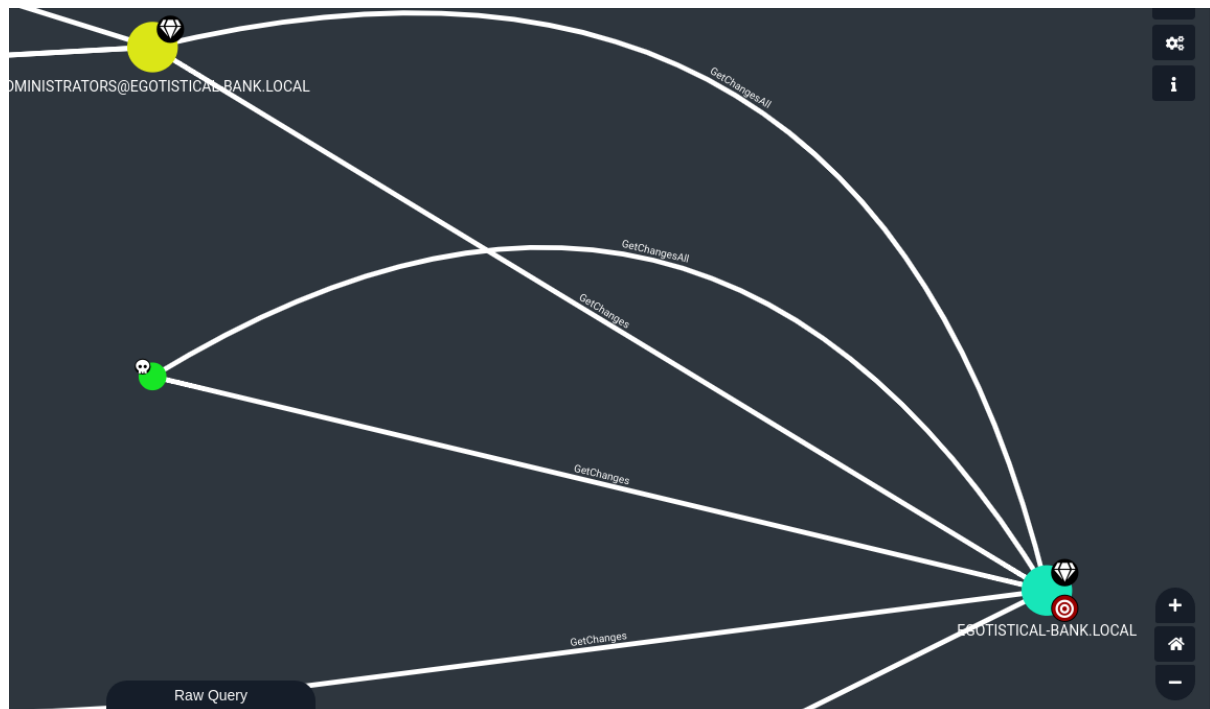 GetChangesAll
DMINISTRATORS@EGOTISTICAL-BANK.LOCAL
GetChangesAll
GetChanges
GetChanges
EGOTISTICAL-BANK.LOCAL
GetChanges
Raw Query